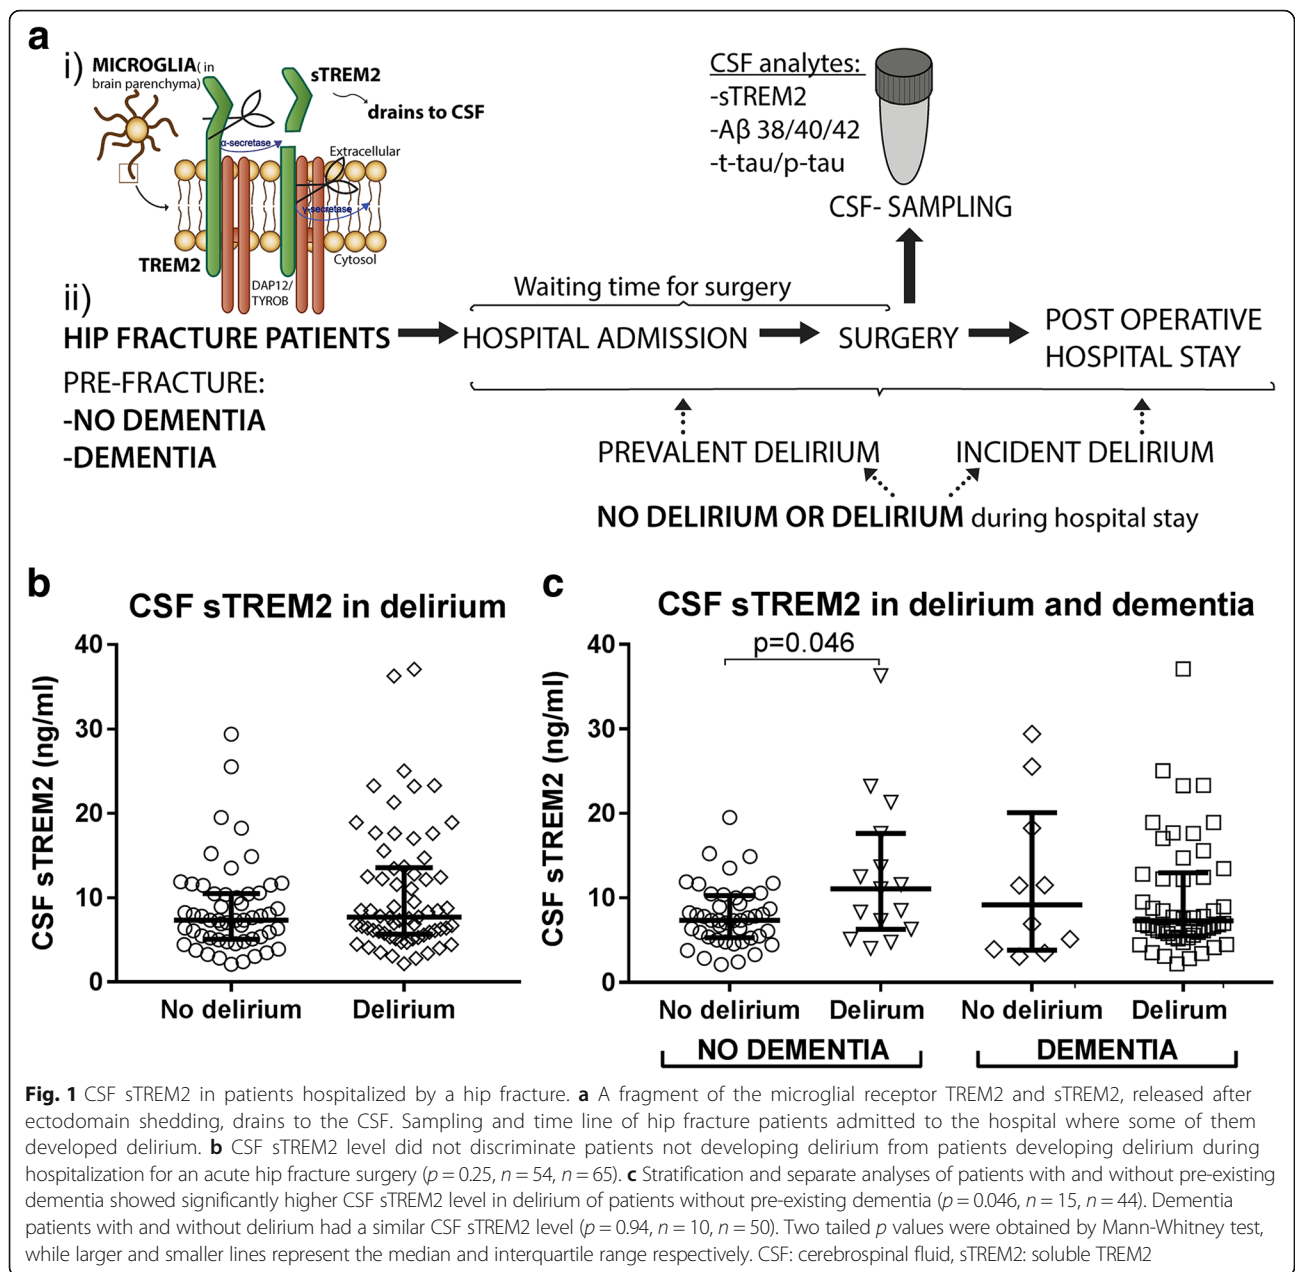 a
i)
MICROGLIA( in
brain parenchyma)
sTREM2
drains to CSF
α-secretase
Extracellular
γ-secretase
Cytosol
TREM2
DAP12/
TYROB
CSF analytes:
-sTREM2
-Aβ 38/40/42
-t-tau/p-tau
CSF- SAMPLING
ii)
Waiting time for surgery
HIP FRACTURE PATIENTS
HOSPITAL ADMISSION
SURGERY
POST OPERATIVE
HOSPITAL STAY
PRE-FRACTURE:
-NO DEMENTIA
-DEMENTIA
PREVALENT DELIRIUM
INCIDENT DELIRIUM
NO DELIRIUM OR DELIRIUM during hospital stay
b
CSF sTREM2 in delirium
CSF sTREM2 (ng/ml)
40
30
20
10
0
No delirium
Delirium
c
CSF sTREM2 in delirium and dementia
p=0.046
CSF sTREM2 (ng/ml)
40
30
20
10
0
No delirium
Delirum
No delirium
Delirum
NO DEMENTIA
DEMENTIA
Fig. 1 CSF sTREM2 in patients hospitalized by a hip fracture. a A fragment of the microglial receptor TREM2 and sTREM2, released after
ectodomain shedding, drains to the CSF. Sampling and time line of hip fracture patients admitted to the hospital where some of them
developed delirium. b CSF sTREM2 level did not discriminate patients not developing delirium from patients developing delirium during
hospitalization for an acute hip fracture surgery (p = 0.25, n = 54, n = 65). c Stratification and separate analyses of patients with and without pre-existing
dementia showed significantly higher CSF sTREM2 level in delirium of patients without pre-existing dementia (p = 0.046, n = 15, n = 44). Dementia
patients with and without delirium had a similar CSF sTREM2 level (p = 0.94, n = 10, n = 50). Two tailed p values were obtained by Mann-Whitney test,
while larger and smaller lines represent the median and interquartile range respectively. CSF: cerebrospinal fluid, sTREM2: soluble TREM2